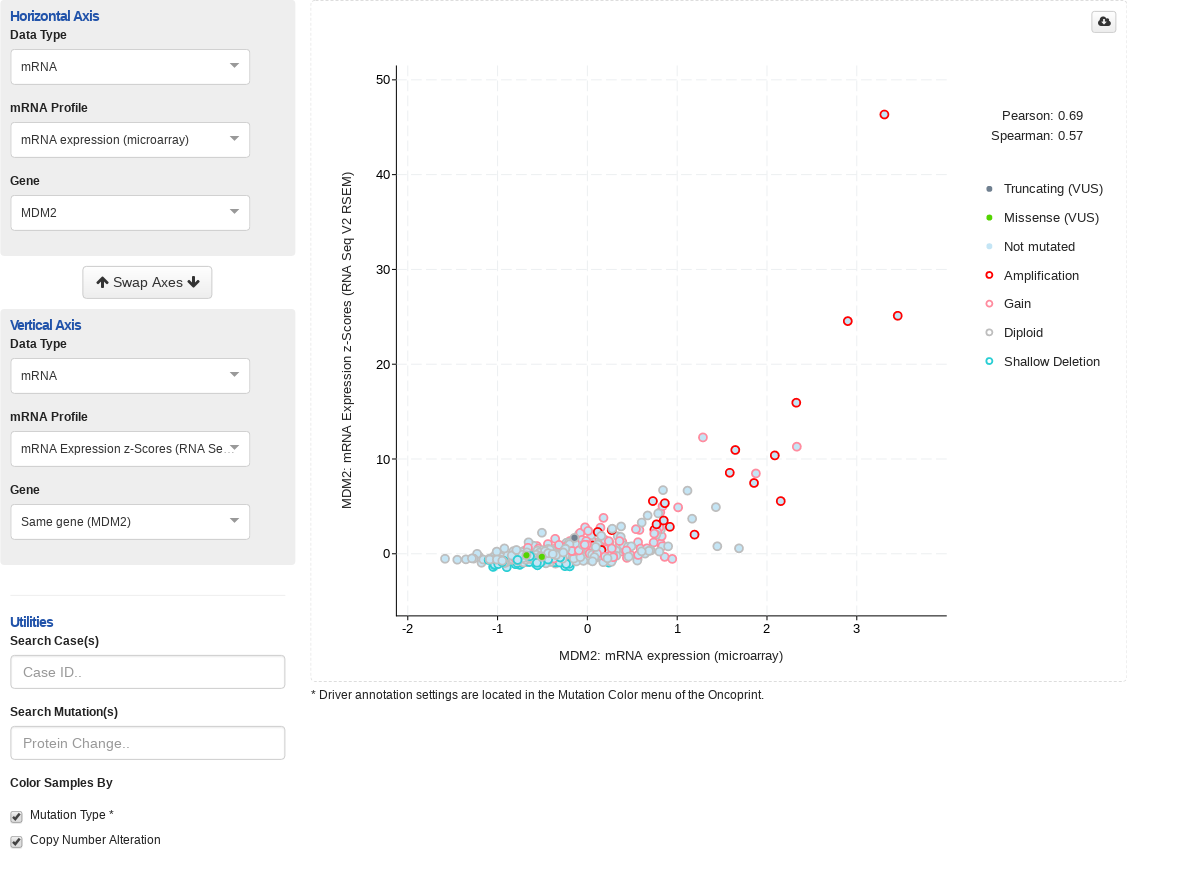 Horizontal Axis
Data Type
mRNA
mRNA Profile
mRNA expression (microarray)
Gene
MDM2
Swap Axes
Vertical Axis
Data Type
mRNA
mRNA Profile
mRNA Expression z-Scores (RNA Se...
Gene
Same gene (MDM2)
Utilities
Search Case(s)
Case ID..
Search Mutation(s)
Protein Change..
Color Samples By
Mutation Type *
Copy Number Alteration
MDM2: mRNA Expression z-Scores (RNA Seq V2 RSEM)
50
40
30
20
10
0
-2 -1 0 1 2 3
MDM2: mRNA expression (microarray)
Pearson: 0.69
Spearman: 0.57
Truncating (VUS)
Missense (VUS)
Not mutated
Amplification
Gain
Diploid
Shallow Deletion
* Driver annotation settings are located in the Mutation Color menu of the Oncoprint.